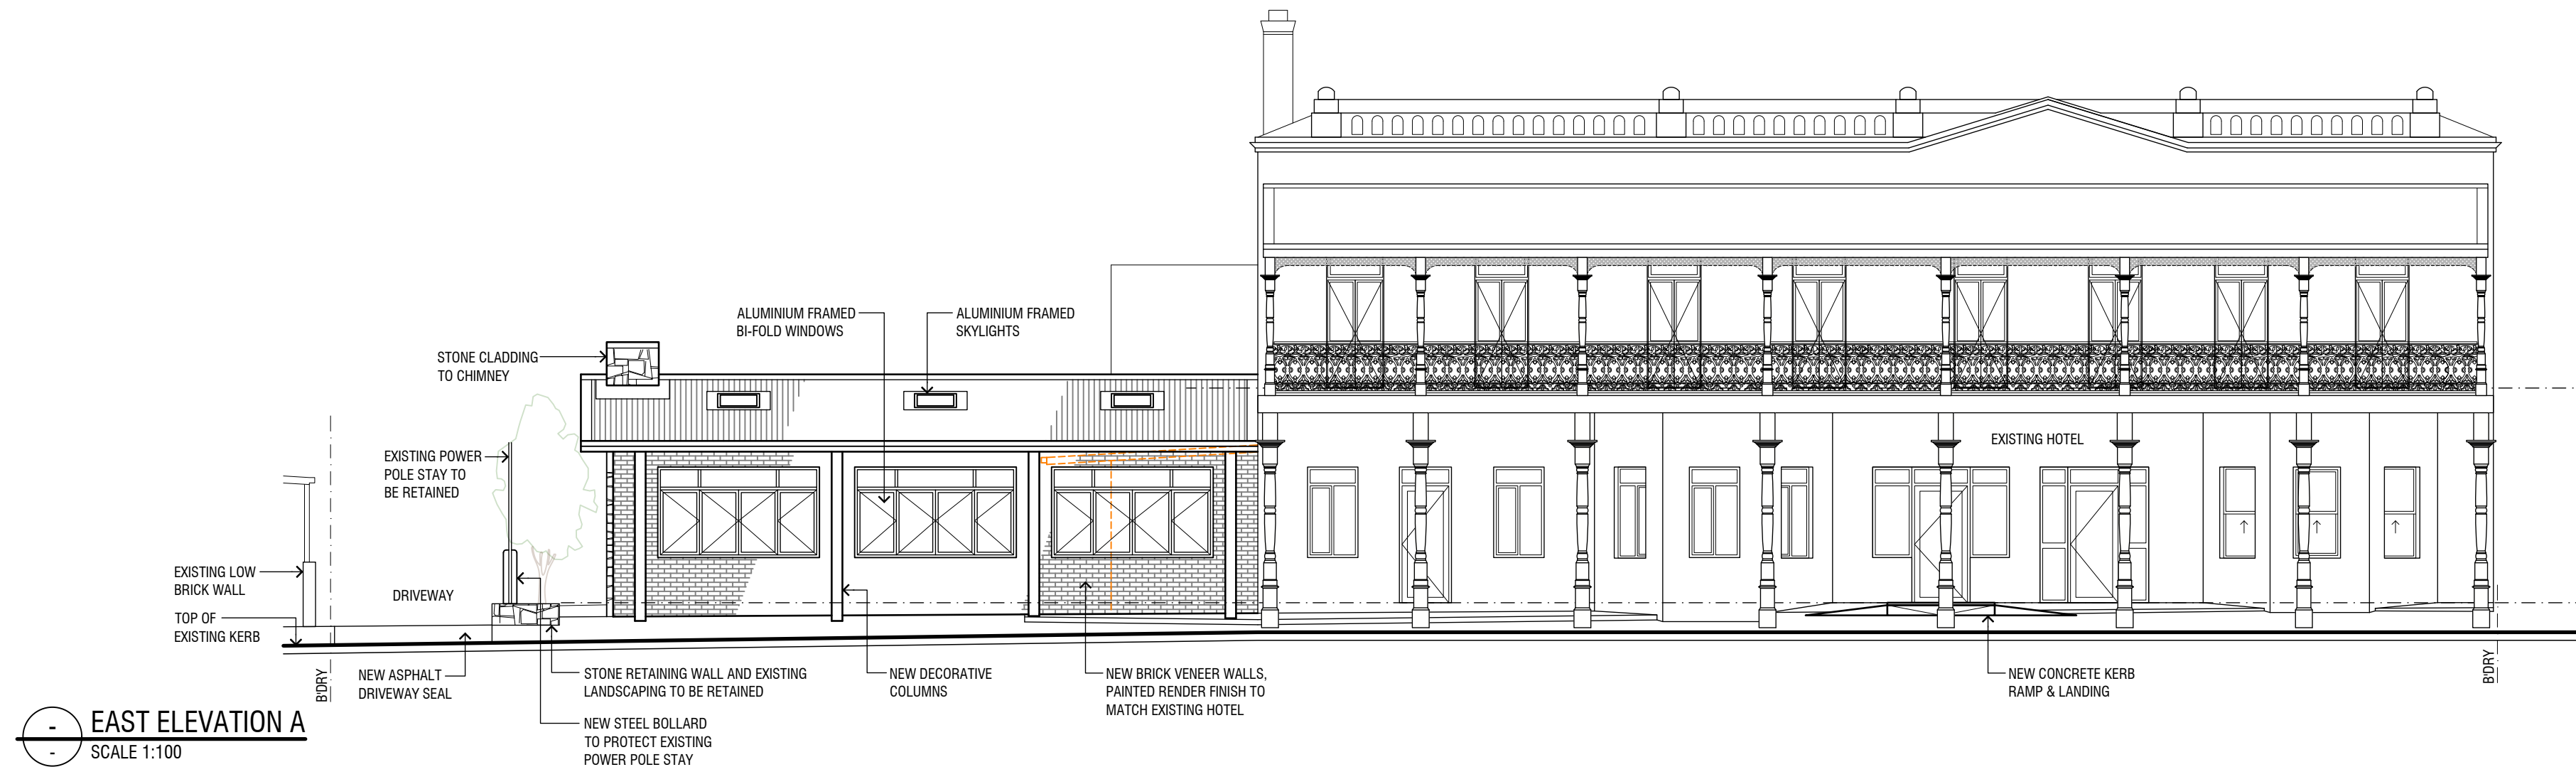 ALUMINIUM FRAMED
BI-FOLD WINDOWS
ALUMINIUM FRAMED
SKYLIGHTS
STONE CLADDING
TO CHIMNEY
EXISTING POWER
POLE STAY TO
BE RETAINED
EXISTING HOTEL
EXISTING LOW
BRICK WALL
DRIVEWAY
TOP OF
EXISTING KERB
B'DRY
NEW ASPHALT
DRIVEWAY SEAL
STONE RETAINING WALL AND EXISTING
LANDSCAPING TO BE RETAINED
NEW STEEL BOLLARD
TO PROTECT EXISTING
POWER POLE STAY
NEW DECORATIVE
COLUMNS
NEW BRICK VENEER WALLS,
PAINTED RENDER FINISH TO
MATCH EXISTING HOTEL
NEW CONCRETE KERB
RAMP & LANDING
B'DRY
-
-
EAST ELEVATION A
SCALE 1:100